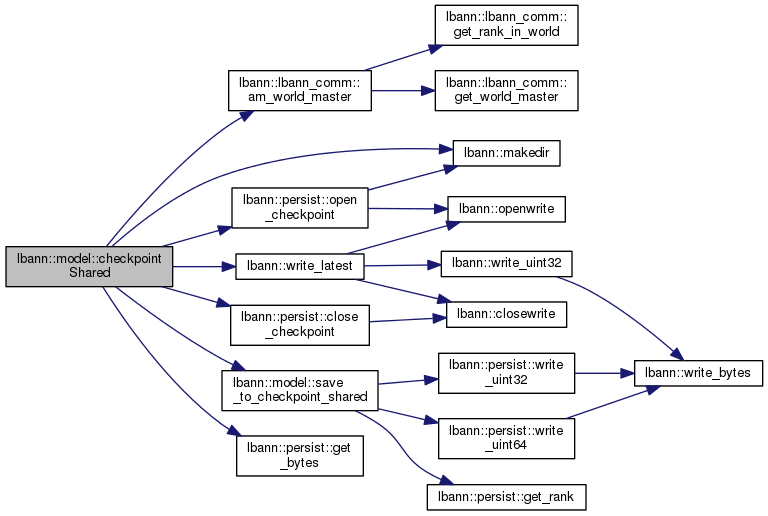 lbann::model::checkpoint
Shared
lbann::lbann_comm::
am_world_master
lbann::lbann_comm::
get_rank_in_world
lbann::lbann_comm::
get_world_master
lbann::makedir
lbann::persist::open
_checkpoint
lbann::openwrite
lbann::write_latest
lbann::write_uint32
lbann::closewrite
lbann::persist::close
_checkpoint
lbann::write_bytes
lbann::model::save
_to_checkpoint_shared
lbann::persist::write
_uint32
lbann::persist::write
_uint64
lbann::persist::get
_bytes
lbann::persist::get_rank